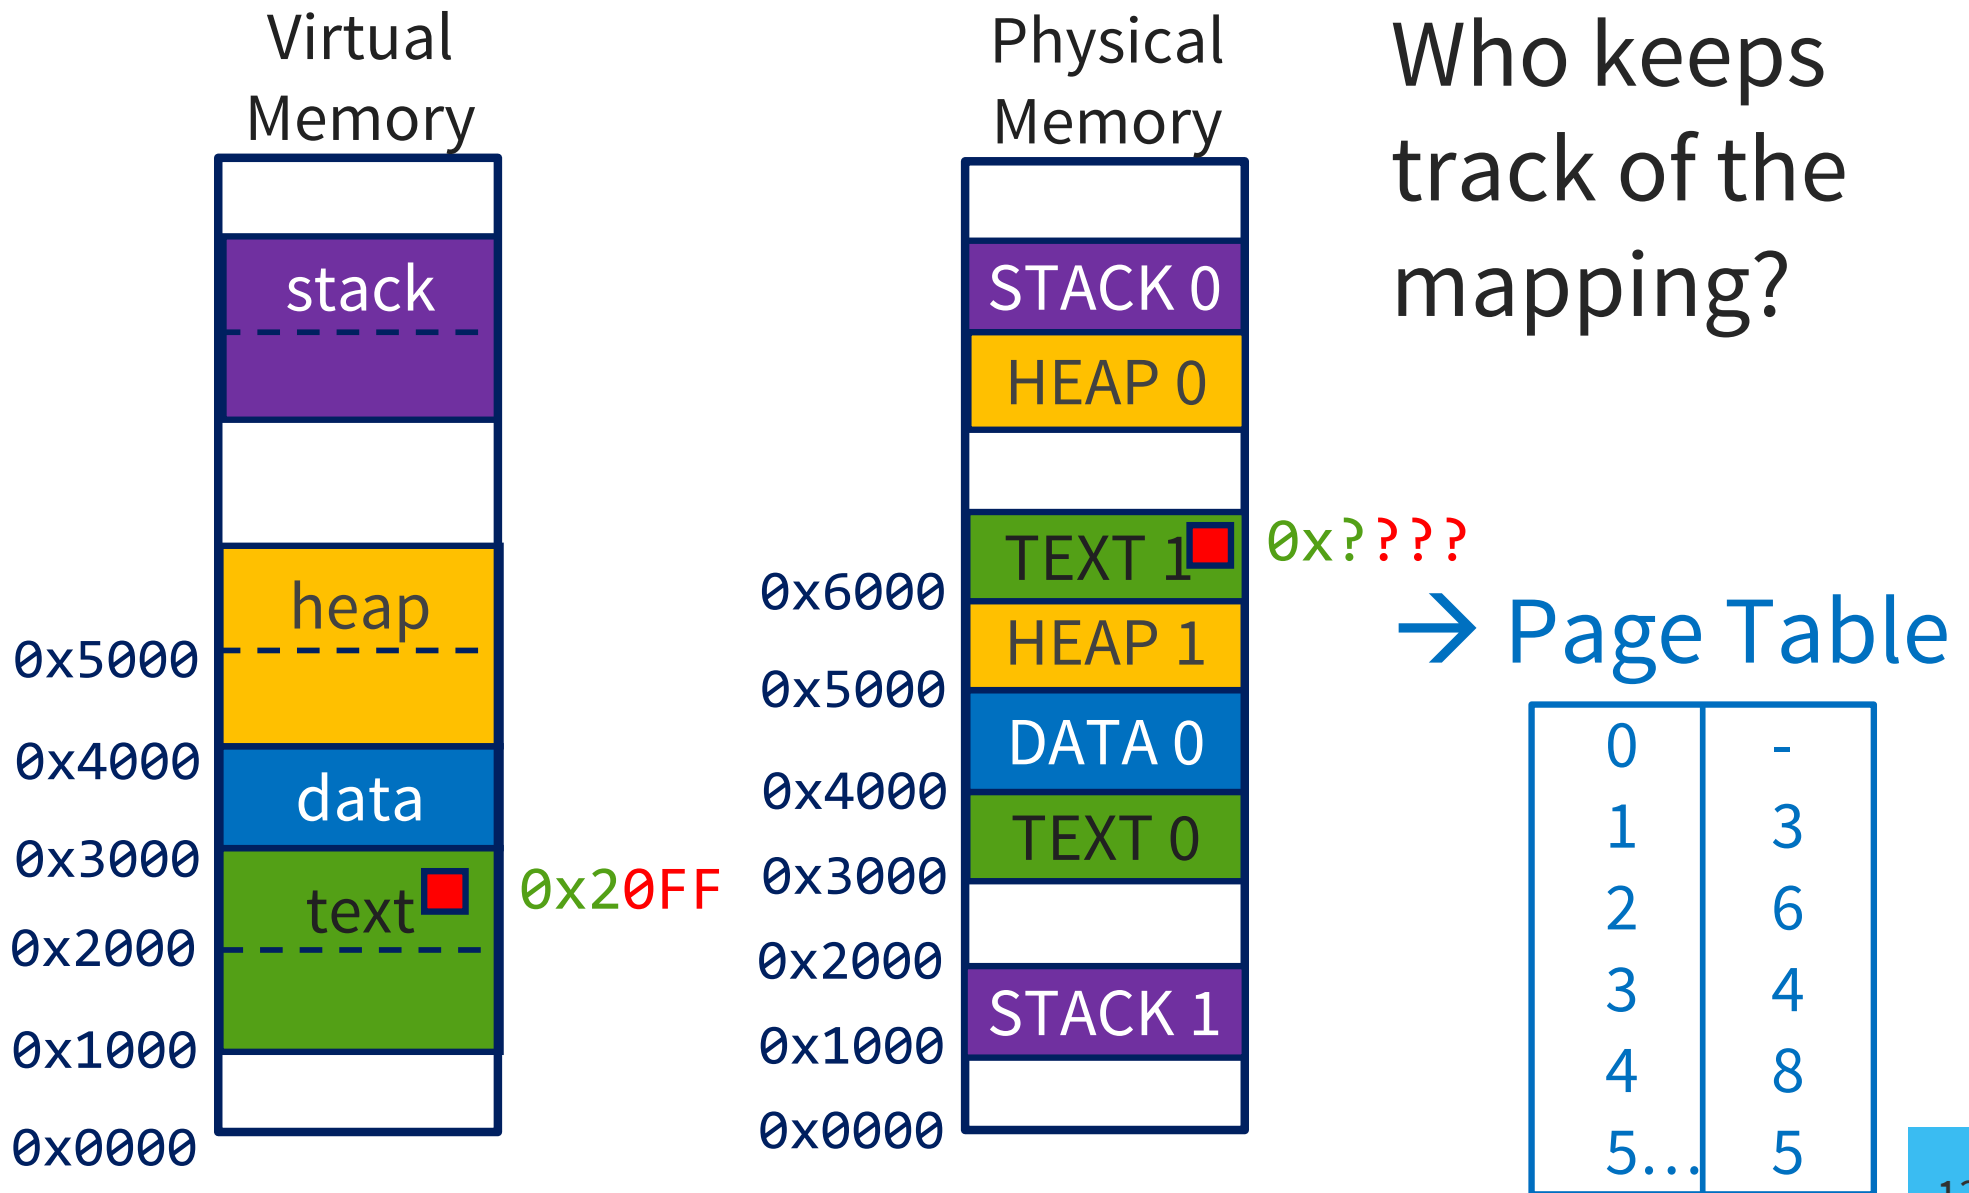 Virtual
Memory
stack
heap
0x5000
0x4000
data
0x3000
text
0x20FF
0x2000
0x1000
0x0000
Physical
Memory
STACK 0
HEAP 0
TEXT 1
0x????
0x6000
HEAP 1
0x5000
DATA 0
0x4000
TEXT 0
0x3000
0x2000
STACK 1
0x1000
0x0000
Who keeps
track of the
mapping?
→ Page Table
0 -
1 3
2 6
3 4
4 8
5... 5